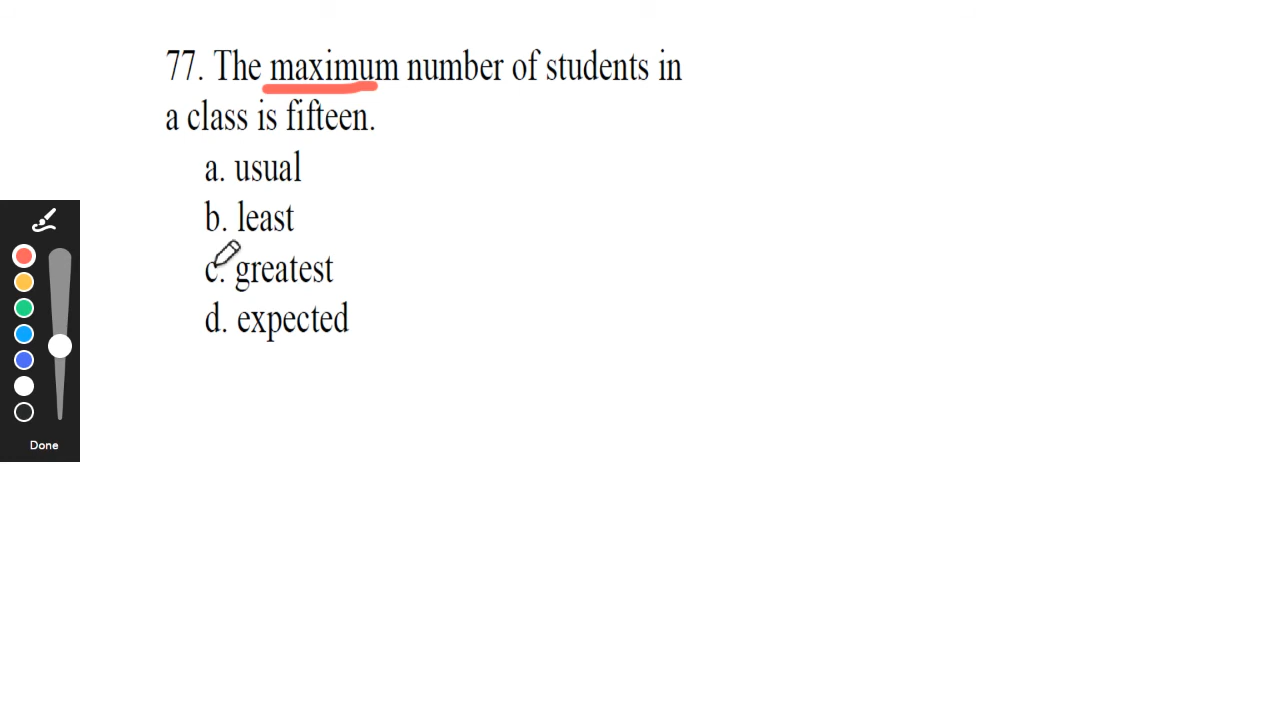 77. The maximum number of students in
a class is fifteen.
a. usual
b. least
c. greatest
d. expected
Done